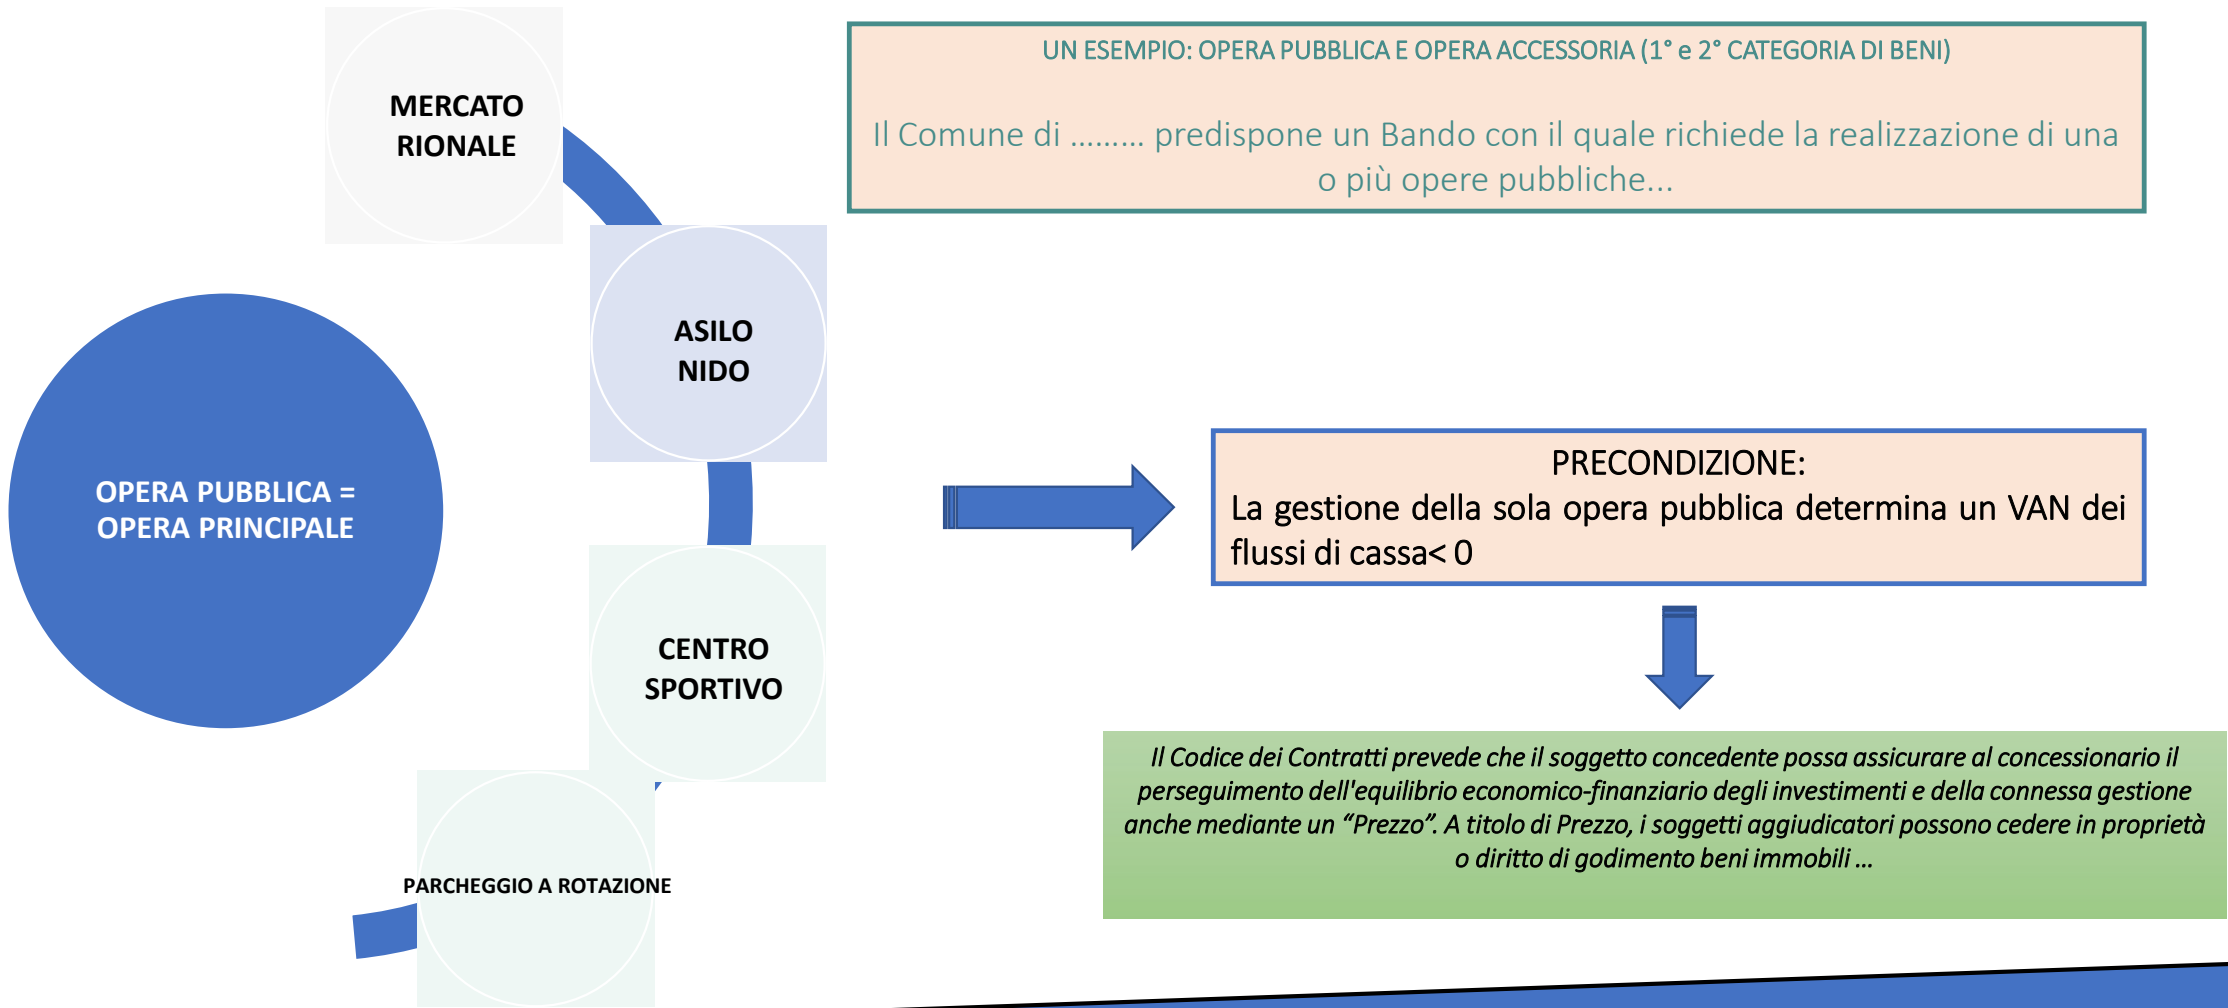 UN ESEMPIO: OPERA PUBBLICA E OPERA ACCESSORIA (1° e 2° CATEGORIA DI BENI)
Il Comune di ......... predispone un Bando con il quale richiede la realizzazione di una
o più opere pubbliche...
MERCATO
RIONALE
ASILO
NIDO
OPERA PUBBLICA =
OPERA PRINCIPALE
CENTRO
SPORTIVO
PARCHEGGIO A ROTAZIONE
PRECONDIZIONE:
La gestione della sola opera pubblica determina un VAN dei
flussi di cassa< 0
Il Codice dei Contratti prevede che il soggetto concedente possa assicurare al concessionario il
perseguimento dell'equilibrio economico-finanziario degli investimenti e della connessa gestione
anche mediante un “Prezzo”. A titolo di Prezzo, i soggetti aggiudicatori possono cedere in proprietà
o diritto di godimento beni immobili ...